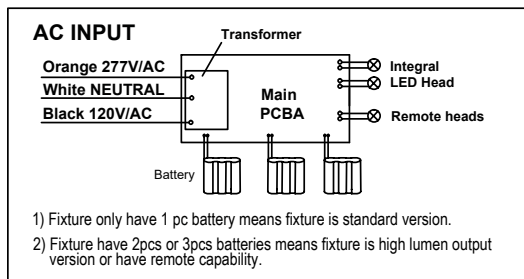 AC INPUT
Transformer
Orange 277V/AC
White NEUTRAL
Black 120V/AC
Main
PCBA
Integral
LED Head
Remote heads
Battery
1) Fixture only have 1 pc battery means fixture is standard version.
2) Fixture have 2pcs or 3pcs batteries means fixture is high lumen output
version or have remote capability.